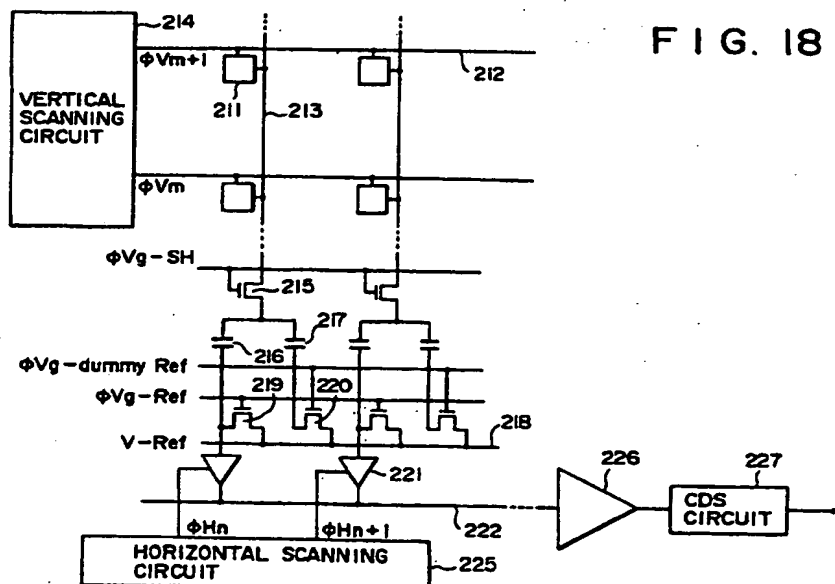 FIG. 18
214
φVm+1
212
VERTICAL
SCANNING
CIRCUIT
211
213
φVm
φVg-SH
215
217
216
φVg-dummy Ref
φVg-Ref
219
220
V-Ref
218
221
226
227
CDS
CIRCUIT
φHn
φHn+1
222
HORIZONTAL SCANNING
CIRCUIT
225